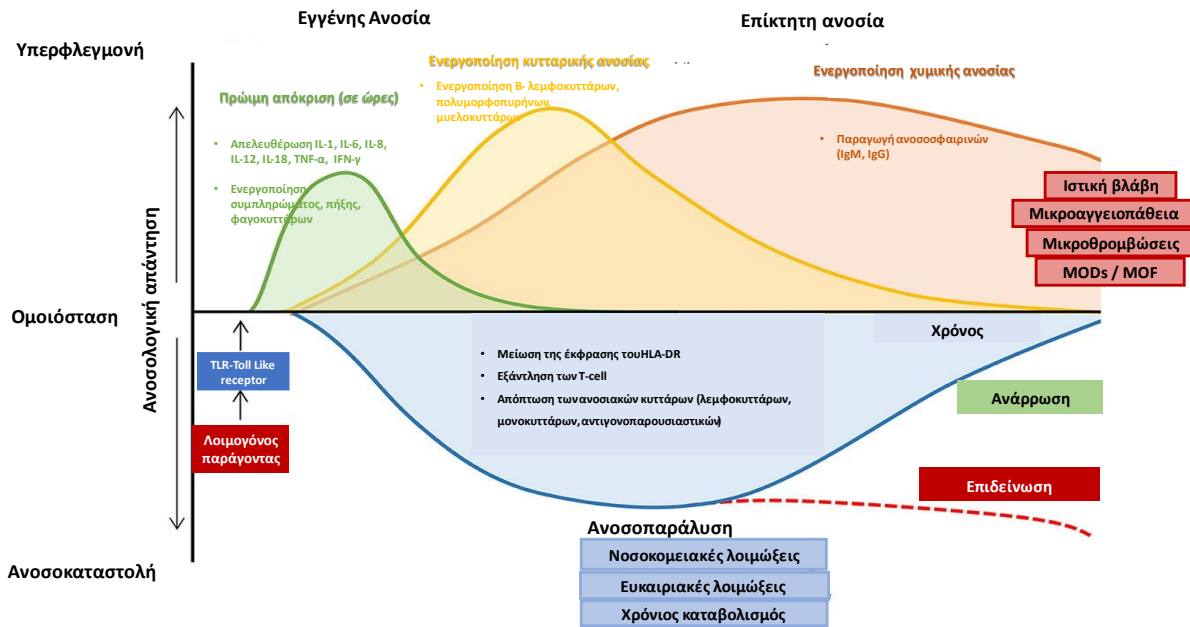 Εγγενής Ανοσία
Επίκτητη ανοσία
Υπερφλεγμονή
Ενεργοποίηση κυτταρικής ανοσίας
Ενεργοποίηση χυμικής ανοσίας
Πρώιμη απόκριση (σε ώρες)
• Ενεργοποίηση Β- λεμφοκυττάρων,
πολυμορφοπυρήνων,
μυελοκυττάρων
• Απελευθέρωση IL-1, IL-6, IL-8,
IL-12, IL-18, TNF-α, IFN-γ
• Ενεργοποίηση
συμπληρώματος, πήξης,
φαγοκυττάρων
• Παραγωγή ανοσοσφαιρινών
(IgM, IgG)
Ιστική βλάβη
Μικροαγγειοπάθεια
Μικροθρομβώσεις
MODs / MOF
Ανοσολογική απάντηση
Ομοιόσταση
Χρόνος
TLR-Toll Like
receptor
Λοιμογόνος
παράγοντας
• Μείωση της έκφρασης τουHLA-DR
• Εξάντληση των T-cell
• Απόπτωση των ανοσιακών κυττάρων (λεμφοκυττάρων,
μονοκυττάρων, αντιγονοπαρουσιαστικών)
Ανάρρωση
Επιδείνωση
Ανοσοπαράλυση
Νοσοκομειακές λοιμώξεις
Ευκαιριακές λοιμώξεις
Χρόνιος καταβολισμός
Ανοσοκαταστολή